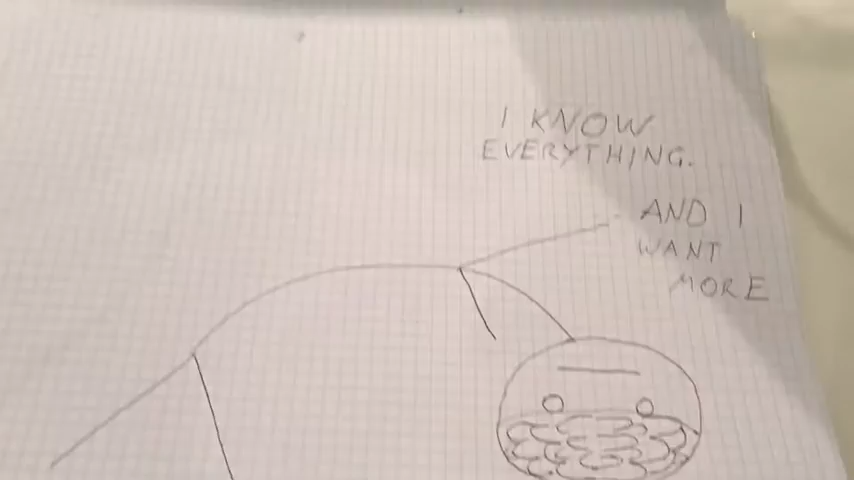 I KNOW
EVERYTHING.
AND I
WANT
MORE